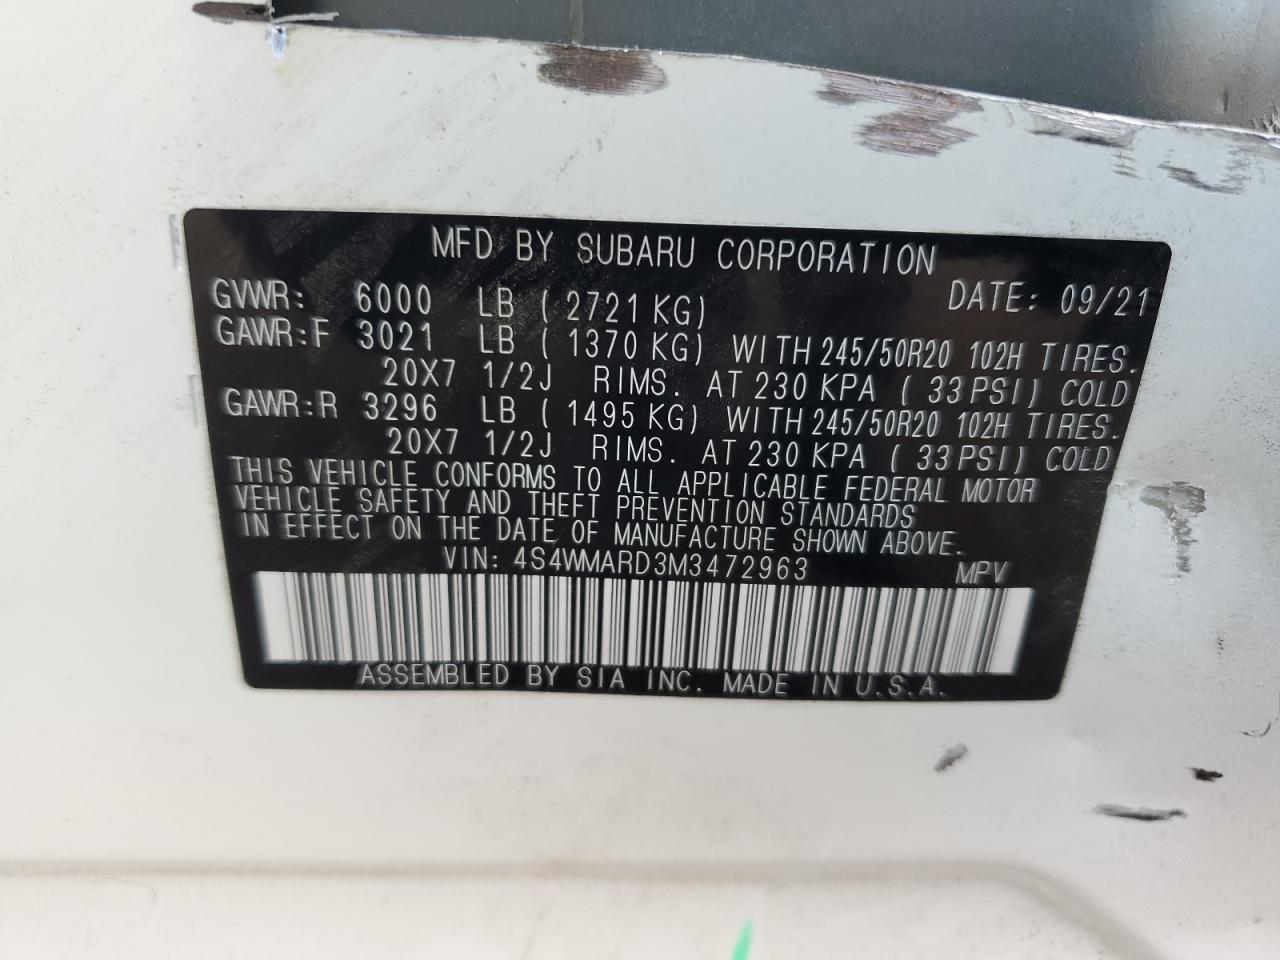 MFD BY SUBARU CORPORATION
GVWR: 6000 LB ( 2721 KG) DATE: 09/21
GAWR:F 3021 LB ( 1370 KG) WITH 245/50R20 102H TIRES.
20X7 1/2J RIMS. AT 230 KPA ( 33 PSI) COLD
GAWR:R 3296 LB ( 1495 KG) WITH 245/50R20 102H TIRES.
20X7 1/2J RIMS. AT 230 KPA ( 33 PSI) COLD
THIS VEHICLE CONFORMS TO ALL APPLICABLE FEDERAL MOTOR
VEHICLE SAFETY AND THEFT PREVENTION STANDARDS
IN EFFECT ON THE DATE OF MANUFACTURE SHOWN ABOVE.
VIN: 4S4WMARD3M3472963 MPV
ASSEMBLED BY SIA INC. MADE IN U.S.A.